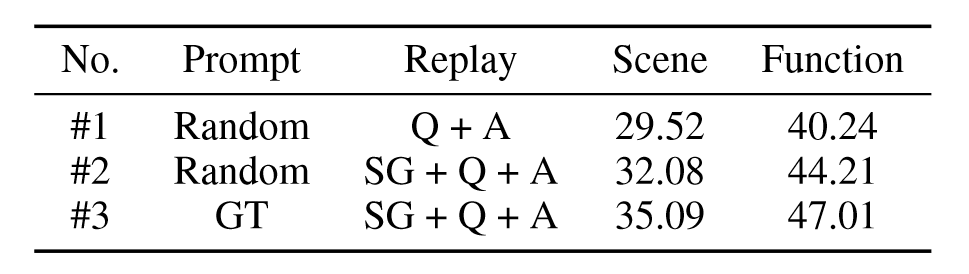 No. Prompt Replay Scene Function
#1 Random Q + A 29.52 40.24
#2 Random SG + Q + A 32.08 44.21
#3 GT SG + Q + A 35.09 47.01